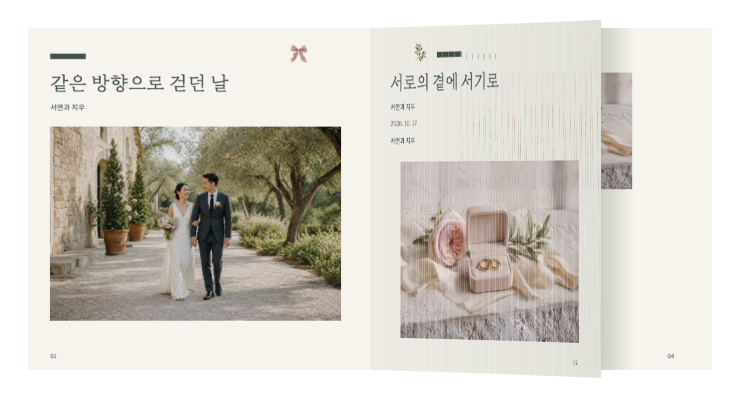 같은 방향으로 걷던 날
서연과 지우
01
서로의 곁에 서기로
서연과 지우
2026. 10. 17
서연과 지우
04